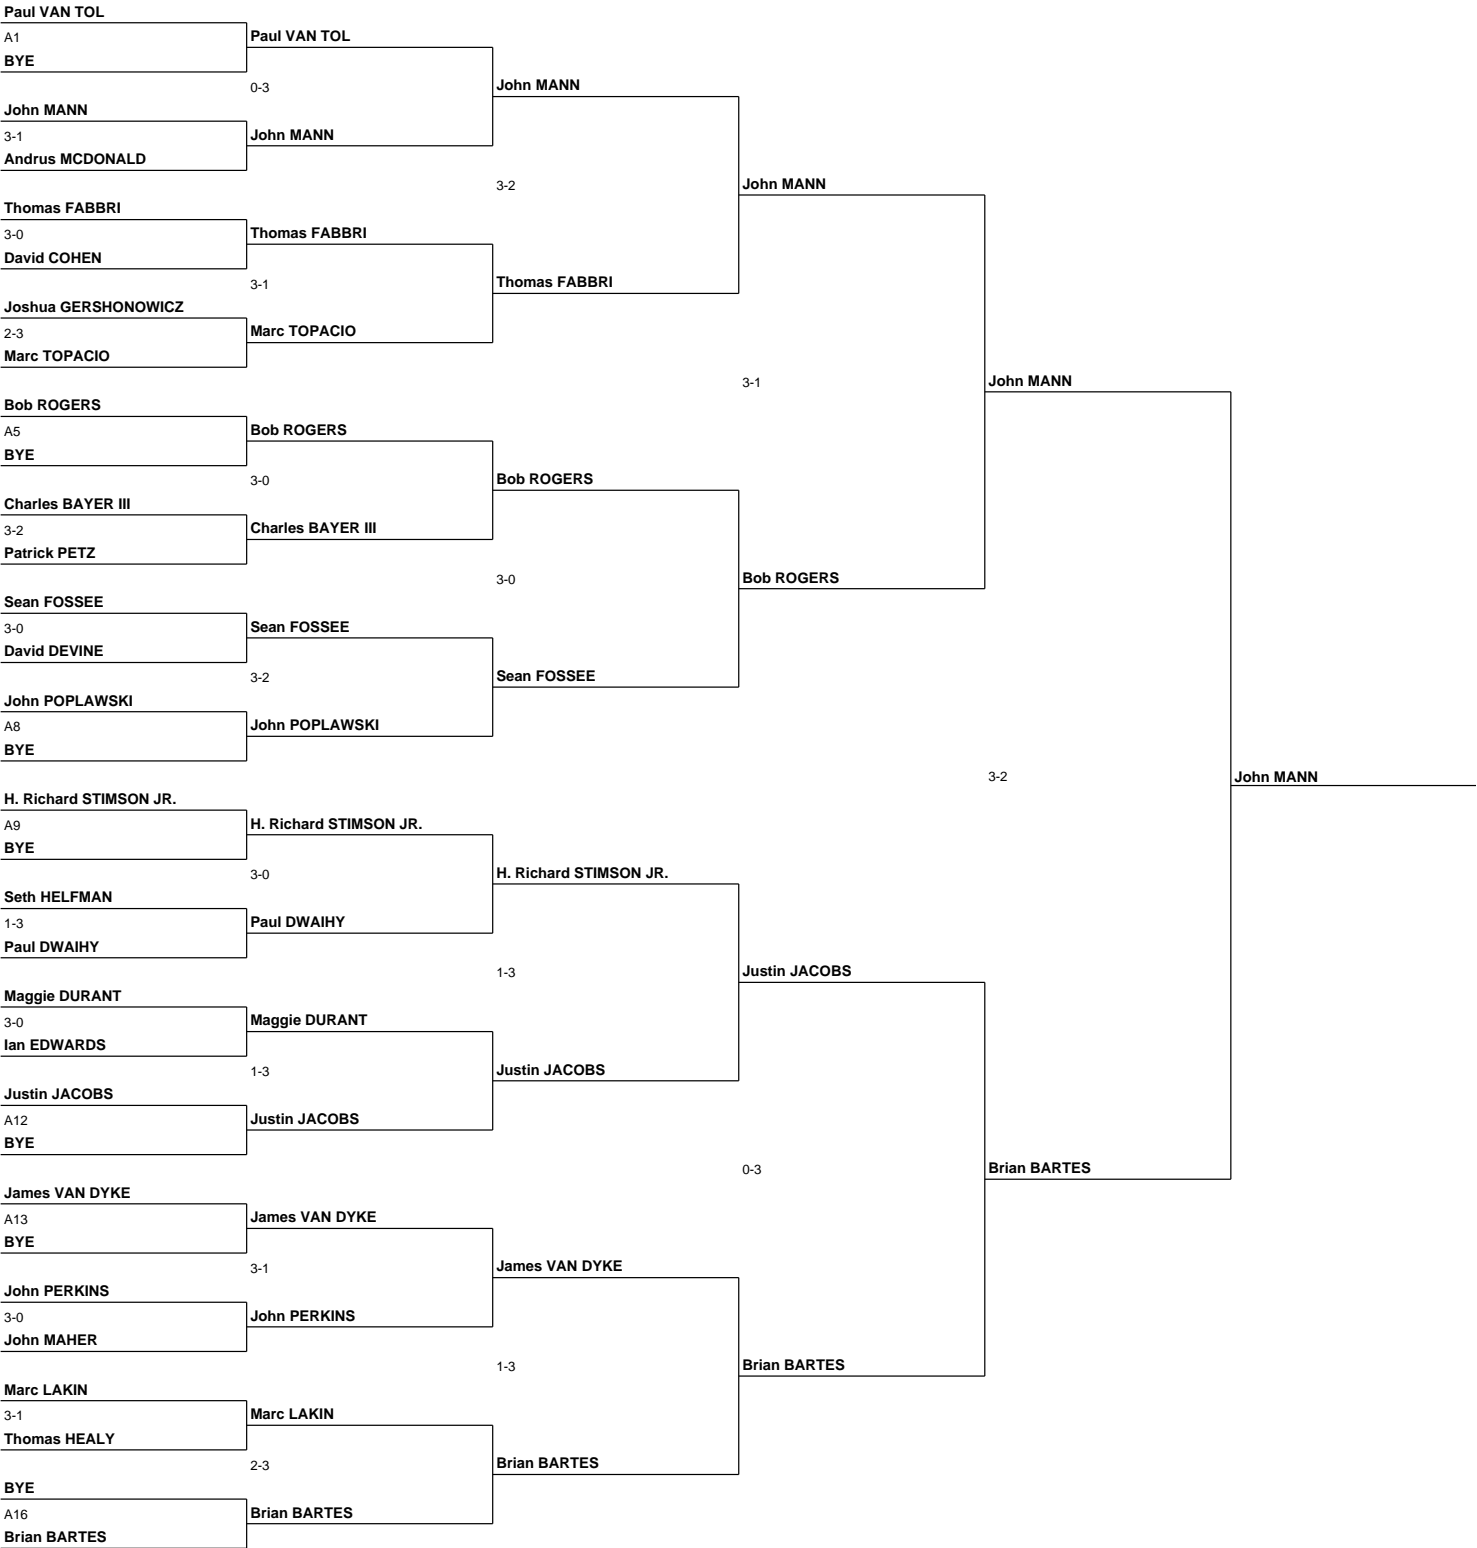 Paul VAN TOL
A1
BYE
John MANN
3-1
Andrus MCDONALD
Thomas FABBRI
3-0
David COHEN
Joshua GERSHONOWICZ
2-3
Marc TOPACIO
Bob ROGERS
A5
BYE
Charles BAYER III
3-2
Patrick PETZ
Sean FOSSEE
3-0
David DEVINE
John POPLAWSKI
A8
BYE
H. Richard STIMSON JR.
A9
BYE
Seth HELFMAN
1-3
Paul DWAIHY
Maggie DURANT
3-0
Ian EDWARDS
Justin JACOBS
A12
BYE
James VAN DYKE
A13
BYE
John PERKINS
3-0
John MAHER
Marc LAKIN
3-1
Thomas HEALY
BYE
A16
Brian BARTES
Paul VAN TOL
0-3
John MANN
Thomas FABBRI
3-1
Marc TOPACIO
Bob ROGERS
3-0
Charles BAYER III
Sean FOSSEE
3-2
John POPLAWSKI
H. Richard STIMSON JR.
3-0
Paul DWAIHY
Maggie DURANT
1-3
Justin JACOBS
James VAN DYKE
3-1
John PERKINS
Marc LAKIN
2-3
Brian BARTES
John MANN
3-2
Thomas FABBRI
Bob ROGERS
3-0
Sean FOSSEE
H. Richard STIMSON JR.
1-3
Justin JACOBS
James VAN DYKE
1-3
Brian BARTES
John MANN
3-1
Bob ROGERS
Justin JACOBS
0-3
Brian BARTES
John MANN
3-2
Brian BARTES
John MANN